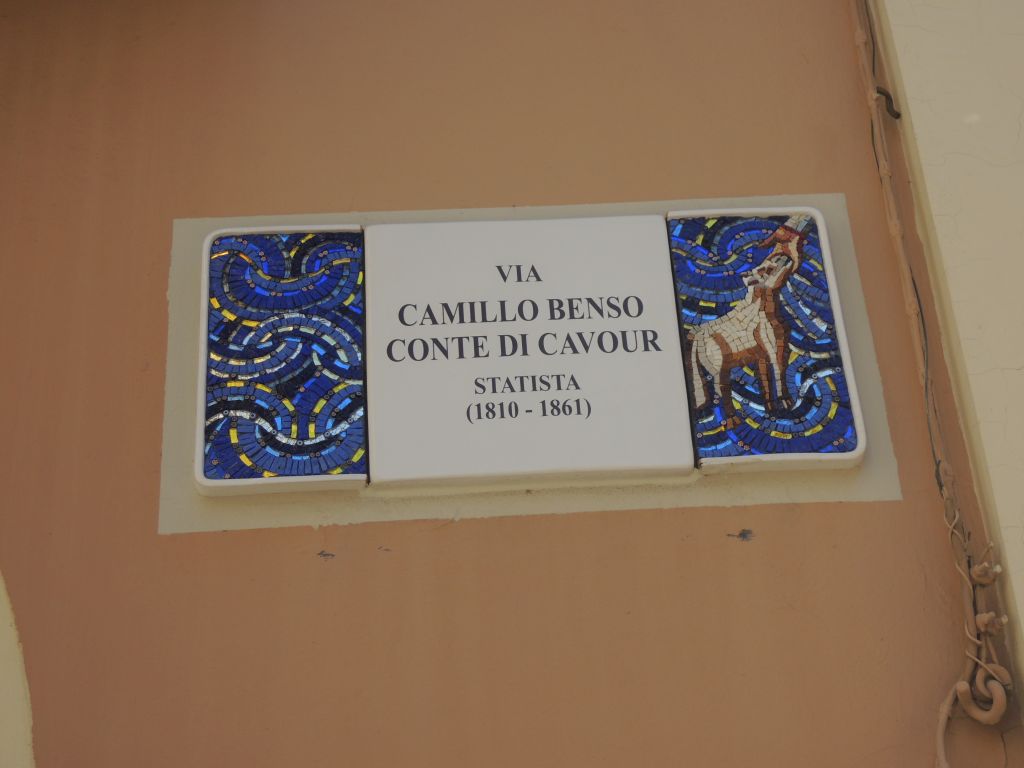 VIA
CAMILLO BENSO
CONTE DI CAVOUR
STATISTA
(1810 - 1861)